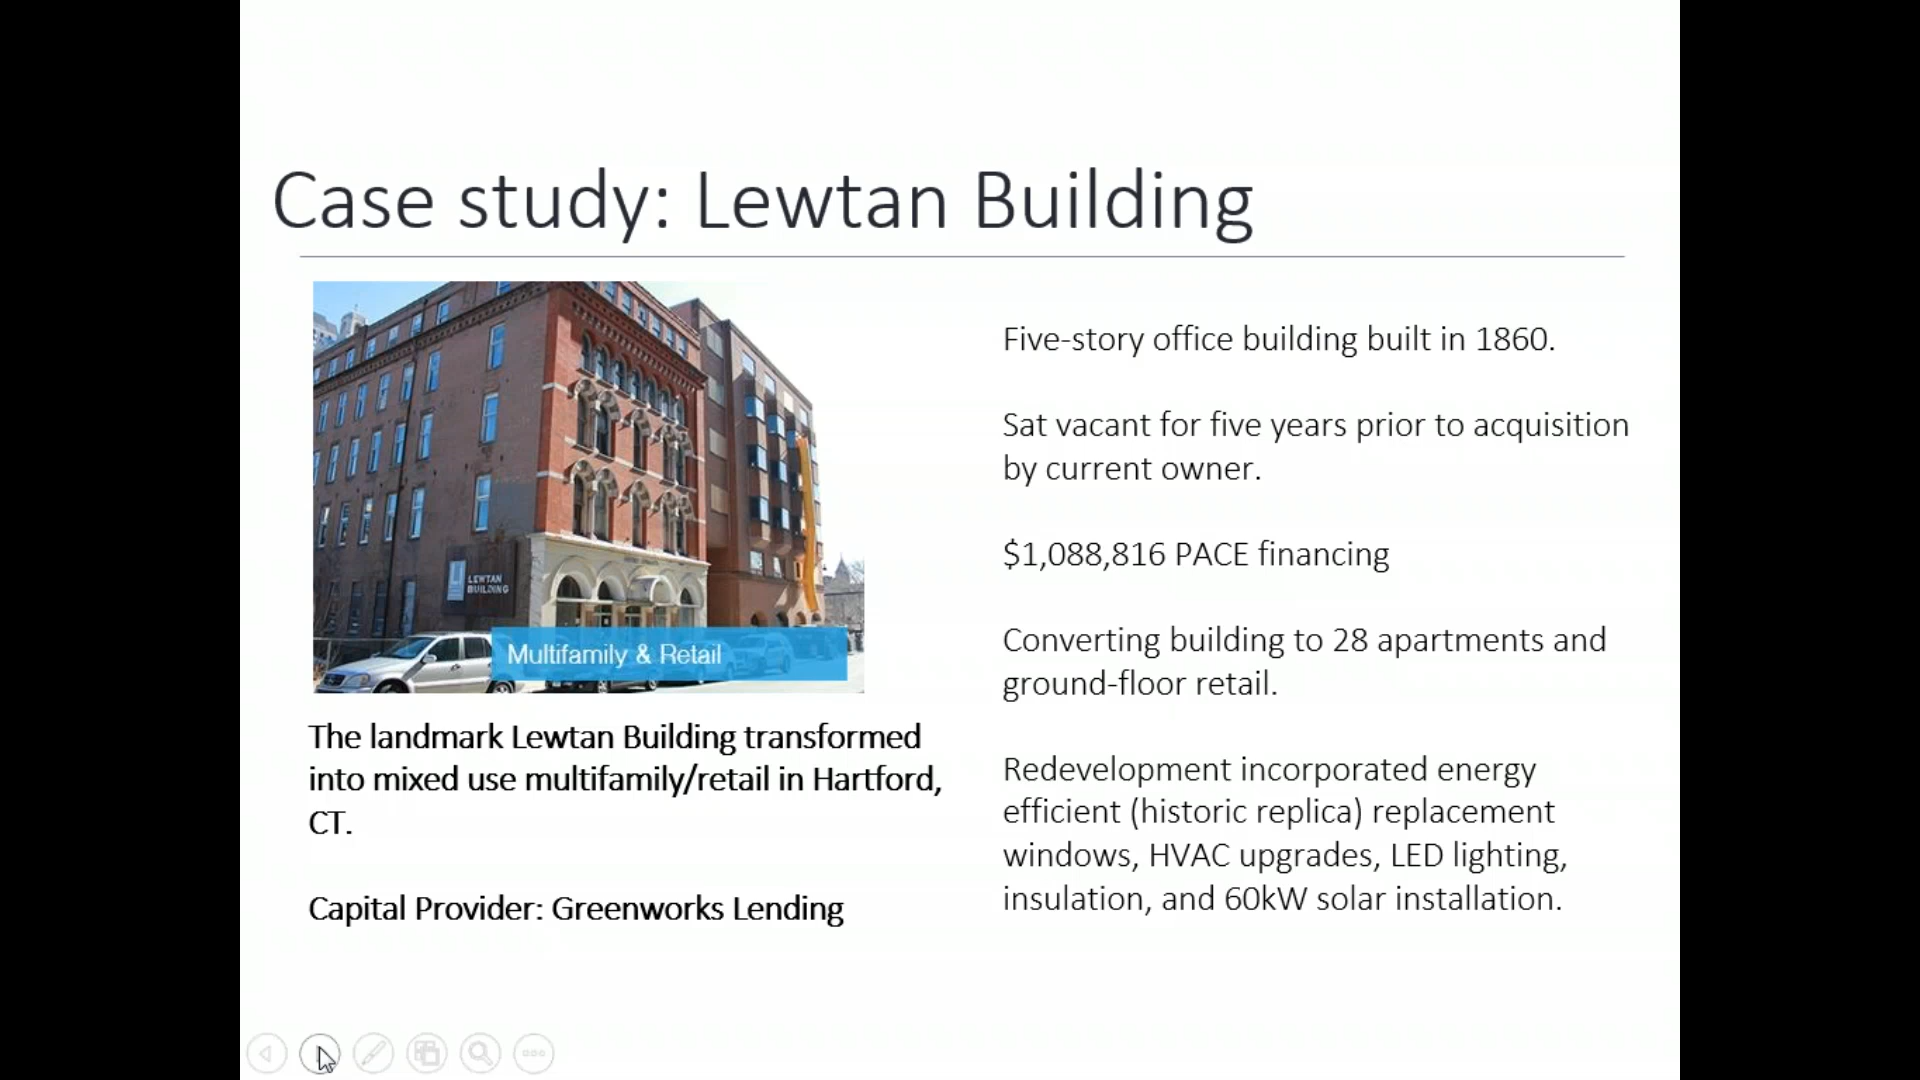 Case study: Lewtan Building
LEWTAN
BUILDING
Multifamily & Retail
The landmark Lewtan Building transformed
into mixed use multifamily/retail in Hartford,
CT.
Capital Provider: Greenworks Lending
Five-story office building built in 1860.
Sat vacant for five years prior to acquisition
by current owner.
$1,088,816 PACE financing
Converting building to 28 apartments and
ground-floor retail.
Redevelopment incorporated energy
efficient (historic replica) replacement
windows, HVAC upgrades, LED lighting,
insulation, and 60kW solar installation.